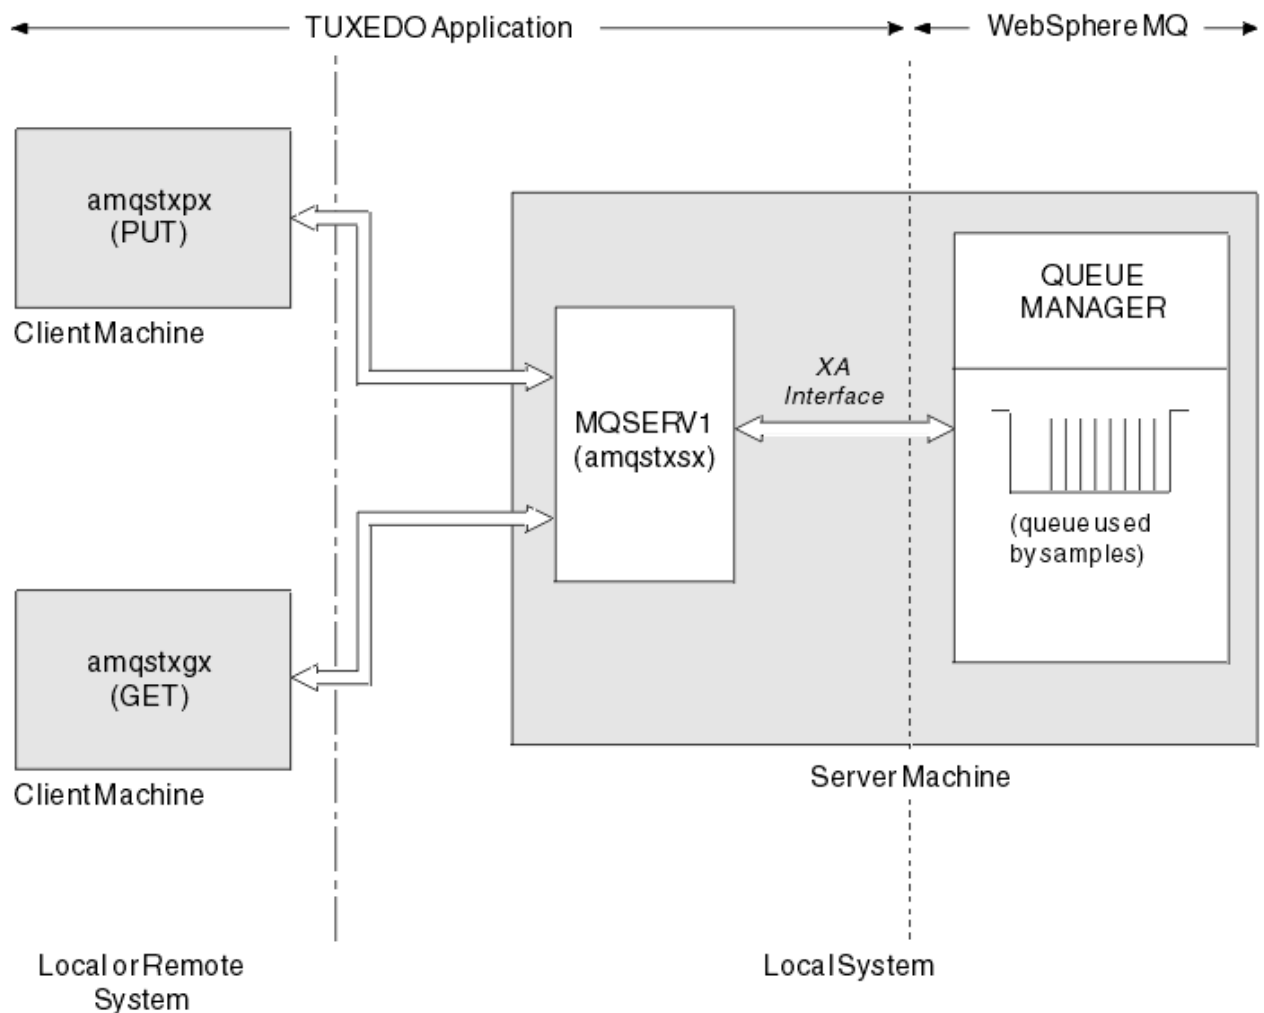 TUXEDO Application
WebSphere MQ
amqstxpx
(PUT)
Client Machine
QUEUE
MANAGER
XA
Interface
MQSERV1
(amqstxsx)
(queue used
by samples)
amqstxgx
(GET)
Client Machine
Server Machine
Local or Remote
System
Local System